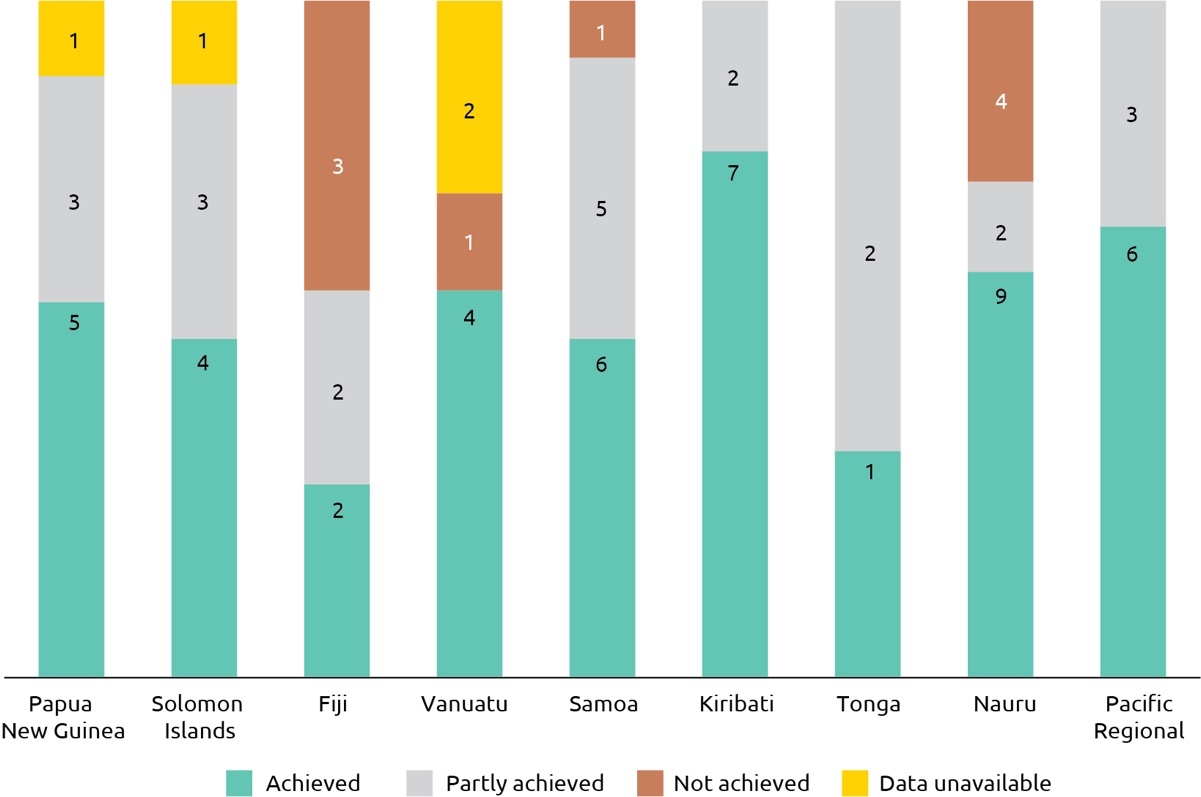 1
1
1
2
2
4
3
3
3
3
5
2
1
2
5
7
2
4
2
4
6
2
1
9
6
Papua
New Guinea
Solomon
Islands
Fiji
Vanuatu
Samoa
Kiribati
Tonga
Nauru
Pacific
Regional
Achieved
Partly achieved
Not achieved
Data unavailable